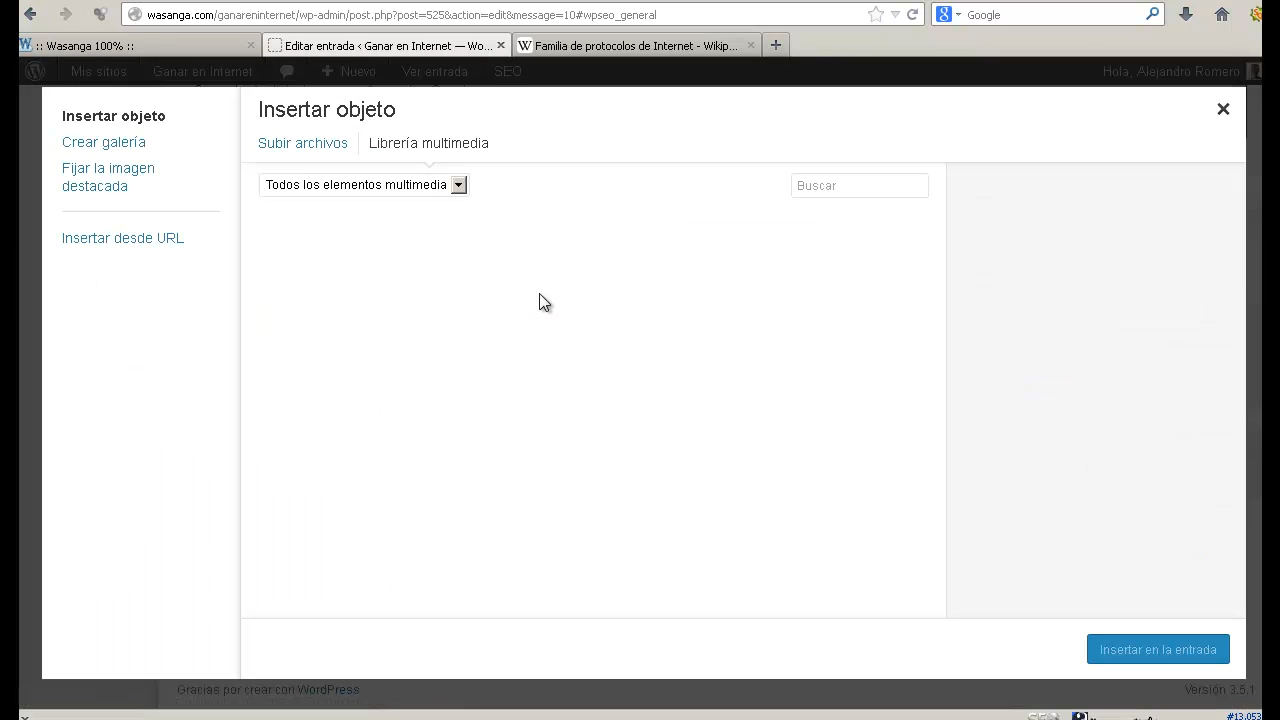 wasanga.com/ganareninternet/wp-admin/post.php?post=525&action=edit&message=10#wpseo_general
Google
:: Wasanga 100% ::
Editar entrada ‹ Ganar en Internet — Wo...
Familia de protocolos de Internet - Wikip...
Mis sitios
Ganar en Internet
Nuevo
Ver entrada
SEO
Hola, Alejandro Romero
Insertar objeto
Crear galería
Fijar la imagen
destacada
Insertar desde URL
Insertar objeto
Subir archivos
Librería multimedia
Todos los elementos multimedia
Buscar
Insertar en la entrada
Gracias por crear con WordPress
Versión 3.5.1
#13,053